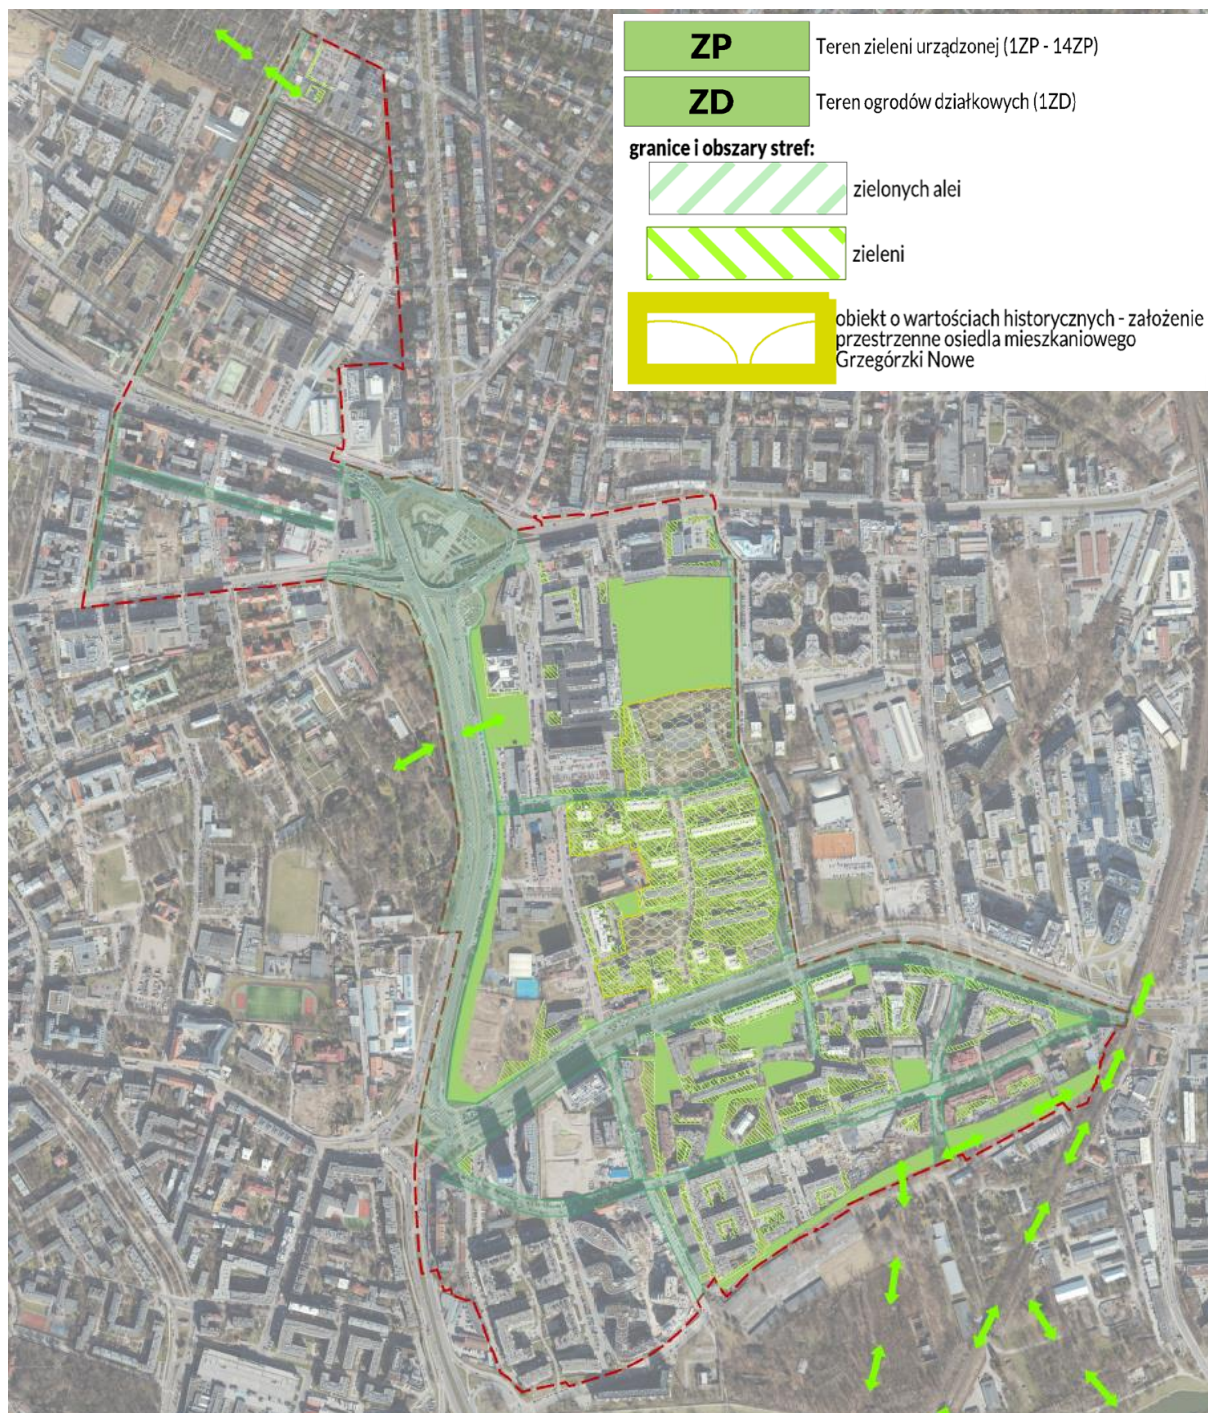 ZP
Teren zieleni urządzonej (1ZP - 14ZP)
ZD
Teren ogrodów działkowych (1ZD)
granice i obszary stref:
zielonych alei
zieleni
obiekt o wartościach historycznych - założenie
przestrzenne osiedla mieszkaniowego
Grzegórzki Nowe